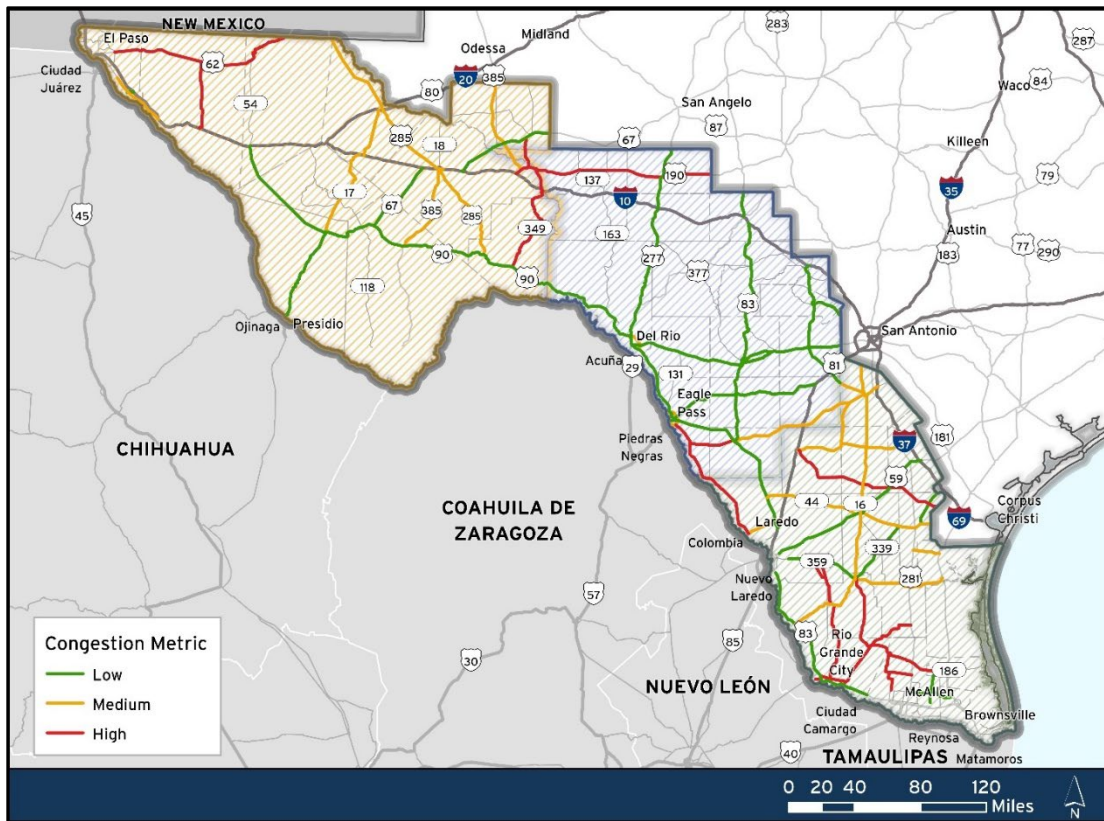 NEW MEXICO
El Paso
Ciudad
Juárez
62
54
45
Odessa
Midland
20
385
80
283
287
84
Waco
San Angelo
87
67
Killeen
285
18
17
67
385
285
349
90
90
118
137
190
10
163
277
377
83
35
79
Austin
77
290
183
Ojinaga
Presidio
Del Rio
Acuña
29
131
Eagle
Pass
Piedras
Negras
San Antonio
81
37
181
59
Corpus
Christi
69
44
16
Laredo
Colombia
359
339
281
Nuevo
Laredo
83
Rio
Grande
City
186
McAllen
Brownsville
Ciudad
Camargo
Reynosa
Matamoros
40
57
85
30
CHIHUAHUA
COAHUILA DE
ZARAGOZA
NUEVO LEÓN
TAMAULIPAS
Congestion Metric
Low
Medium
High
0 20 40 80 120
Miles
N